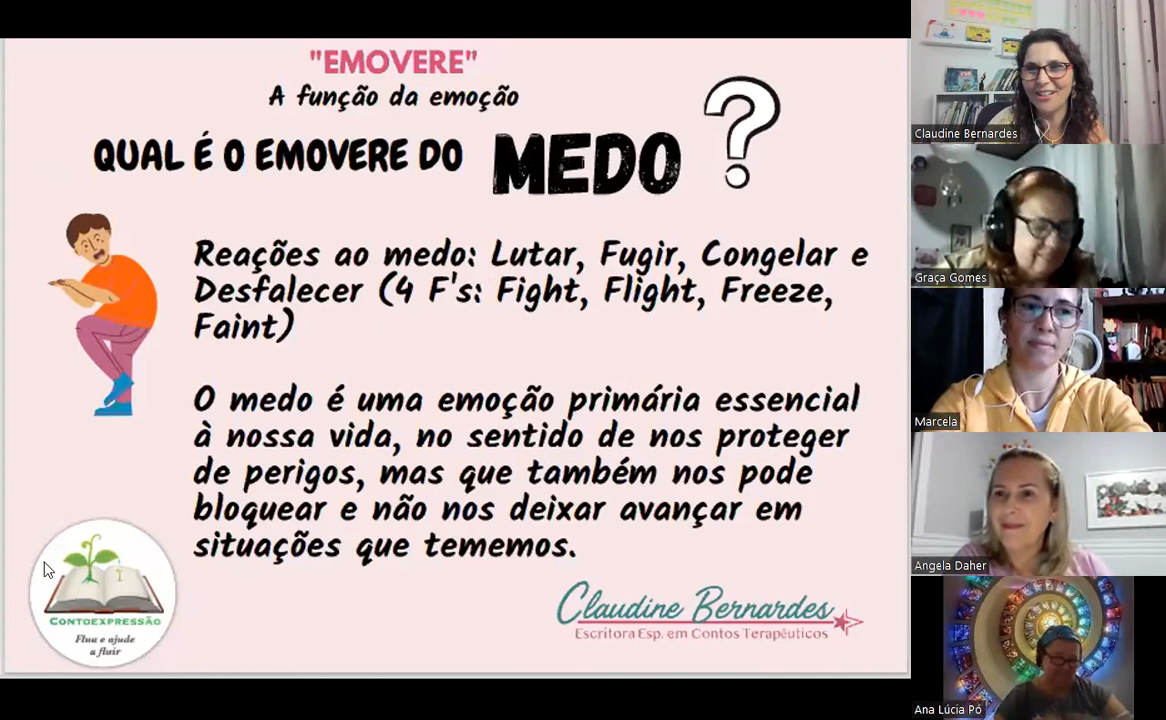 "EMOVERE"
A função da emoção
QUAL É O EMOVERE DO MEDO?
Reações ao medo: Lutar, Fugir, Congelar e
Desfalecer (4 F's: Fight, Flight, Freeze,
Faint)
O medo é uma emoção primária essencial
à nossa vida, no sentido de nos proteger
de perigos, mas que também nos pode
bloquear e não nos deixar avançar em
situações que tememos.
CONTOEXPRESSÃO
Flua e ajude
a fluir
Claudine Bernardes
Escritora Esp. em Contos Terapêuticos
Claudine Bernardes
Graça Gomes
Marcela
Angela Daher
Ana Lúcia Pó